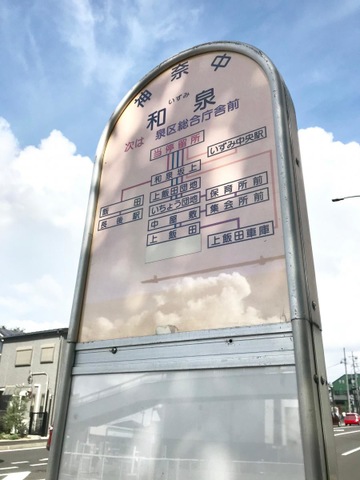 神奈中
いずみ
和泉
次は 泉区総合庁舎前
当停留所
いずみ中央駅
和泉坂上
上飯田団地
飯田
いちょう団地
保育所前
長後駅
中屋敷
集会所前
上飯田
上飯田車庫